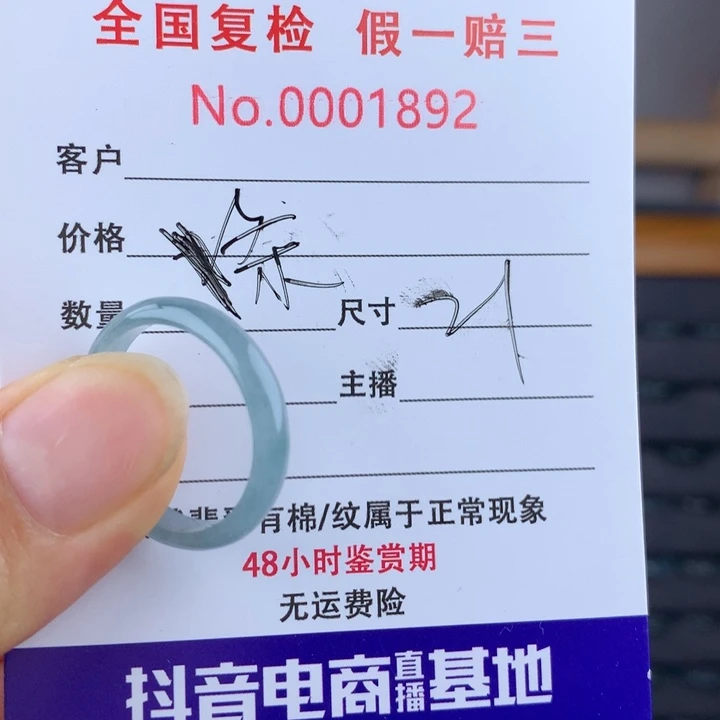 全国复检 假一赔三
No.0001892
客户
价格
数量 尺寸 21
主播
有棉/纹属于正常现象
48小时鉴赏期
无运费险
抖音电商直播基地